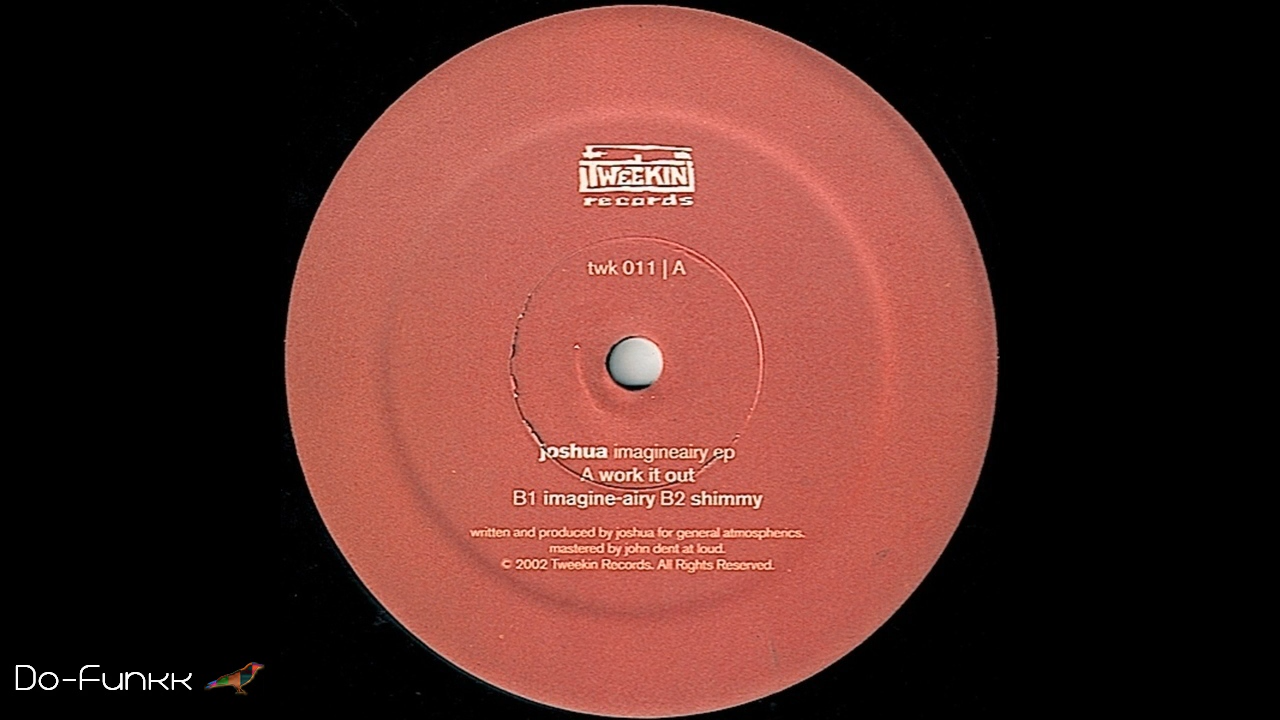 TWEEKIN
records
twk 011 | A
joshua imagineairy ep
A work it out
B1 imagine-airy B2 shimmy
written and produced by joshua for general atmospherics.
mastered by john dent at loud.
© 2002 Tweekin Records. All Rights Reserved.
Do-Funkk